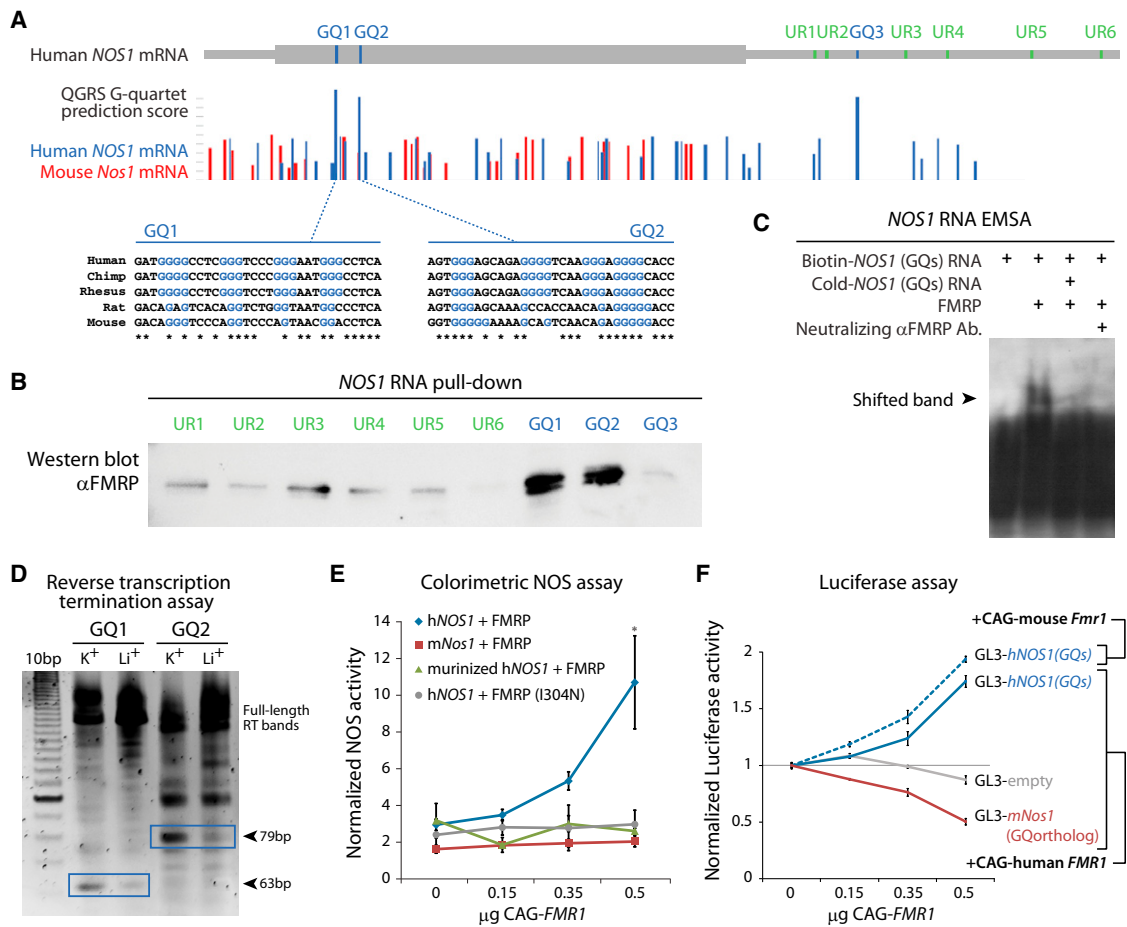 A
GQ1 GQ2 UR1 UR2 GQ3 UR3 UR4 UR5 UR6
Human NOS1 mRNA
QGRS G-quartet
prediction score
Human NOS1 mRNA
Mouse Nos1 mRNA
GQ1 GQ2
Human GATGGGGCCTCGGGTCCCGGGAATGGGCCTCA AGTGGGAGCAGAGGGGTCAAGGGAGGGGCACC
Chimp GATGGGGCCTCGGGTCCCGGGAATGGGCCTCA AGTGGGAGCAGAGGGGTCAAGGGAGGGGCACC
Rhesus GATGGGGCCTCGGGTCCCGGGAATGGGCCTCA AGTGGGAGCAGAGGGGTCAAGGGAGGGGCACC
Rat GACAGAGTCACAGGTCTGGGTAATGGCCCTCA AGTGGGAGCAAAGCCACCAACAGAGGGGGACC
Mouse GACAGGGTCCCAGGTCCCAGTAACGGACCTCA GGTGGGGGAAAAGCAGTCAACAGAGGGGGACC
B
NOS1 RNA pull-down
UR1 UR2 UR3 UR4 UR5 UR6 GQ1 GQ2 GQ3
Western blot
αFMRP
C
NOS1 RNA EMSA
Biotin-NOS1 (GQs) RNA + + + +
Cold-NOS1 (GQs) RNA +
FMRP + + +
Neutralizing αFMRP Ab. +
Shifted band
D
Reverse transcription
termination assay
GQ1 GQ2
10bp K+ Li+ K+ Li+
Full-length
RT bands
79bp
63bp
E
Colorimetric NOS assay
hNOS1 + FMRP
mNos1 + FMRP
murinized hNOS1 + FMRP
hNOS1 + FMRP (I304N)
*
Normalized NOS activity
14
12
10
8
6
4
2
0
0 0.15 0.35 0.5
μg CAG-FMR1
F
Luciferase assay
+CAG-mouse Fmr1
GL3-hNOS1(GQs)
GL3-hNOS1(GQs)
GL3-empty
GL3-mNos1
(GQortholog)
+CAG-human FMR1
Normalized Luciferase activity
2
1.5
1
0.5
0
0 0.15 0.35 0.5
μg CAG-FMR1